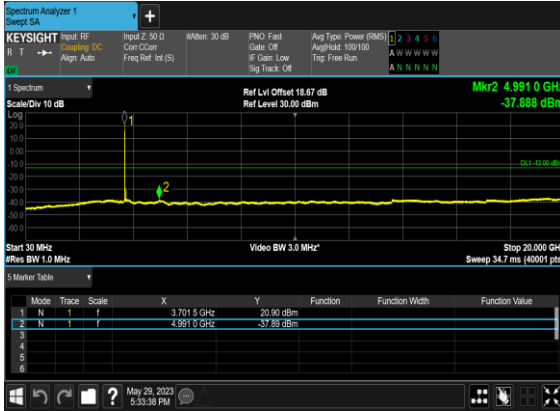 Spectrum Analyzer 1
Swept SA
+
KEYSIGHT Input: RF Input Z: 50 Ω #Atten: 30 dB PNO: Fast Avg Type: Power (RMS) 1 2 3 4 5 6
R T Coupling: DC Corr CCorr Gate: Off Avg|Hold: 100/100 A W W W W W
Align: Auto Freq Ref: Int (S) IF Gain: Low Trig: Free Run
Sig Track: Off A N N N N N
1 Spectrum Ref Lvl Offset 18.67 dB Mkr2 4.991 0 GHz
Scale/Div 10 dB Ref Level 30.00 dBm -37.888 dBm
Log
20.0
10.0
0.00
-10.0
-20.0
-30.0
-40.0
-50.0
-60.0
1
DL1 -13.00 dBm
2
Start 30 MHz Video BW 3.0 MHz* Stop 20.000 GH
#Res BW 1.0 MHz Sweep 34.7 ms (40001 pts
5 Marker Table
Mode Trace Scale X Y Function Function Width Function Value
1 N 1 f 3.701 5 GHz 20.90 dBm
2 N 1 f 4.991 0 GHz -37.89 dBm
3
4
5
6
? May 29, 2023
5:33:38 PM